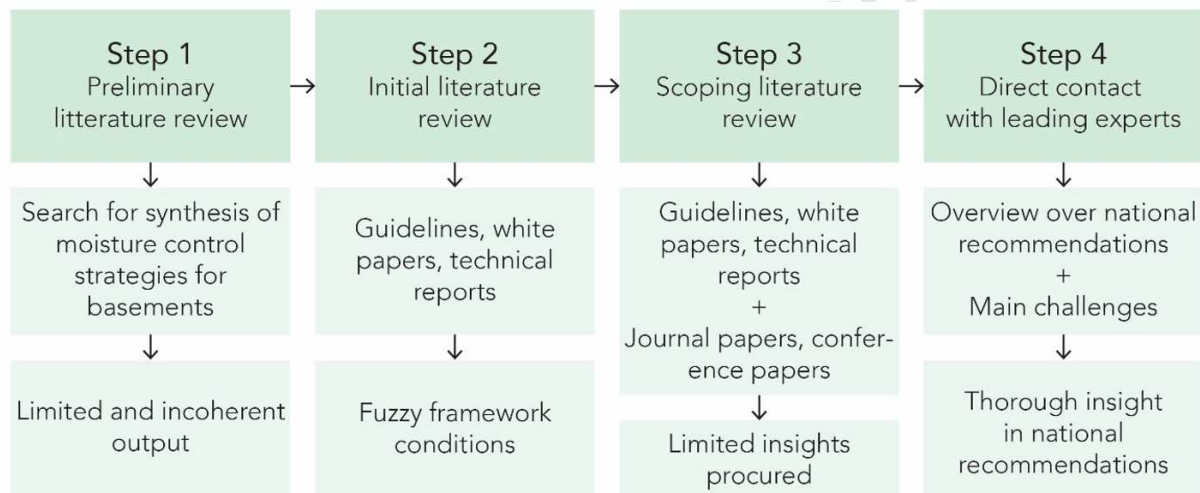 Step 1
Preliminary
litterature review
Step 2
Initial literature
review
Step 3
Scoping literature
review
Step 4
Direct contact
with leading experts
Search for synthesis of
moisture control
strategies for
basements
Guidelines, white
papers, technical
reports
Guidelines, white
papers, technical
reports
+
Journal papers, confer-
ence papers
Overview over national
recommendations
+
Main challenges
Limited and incoherent
output
Fuzzy framework
conditions
Limited insights
procured
Thorough insight
in national
recommendations